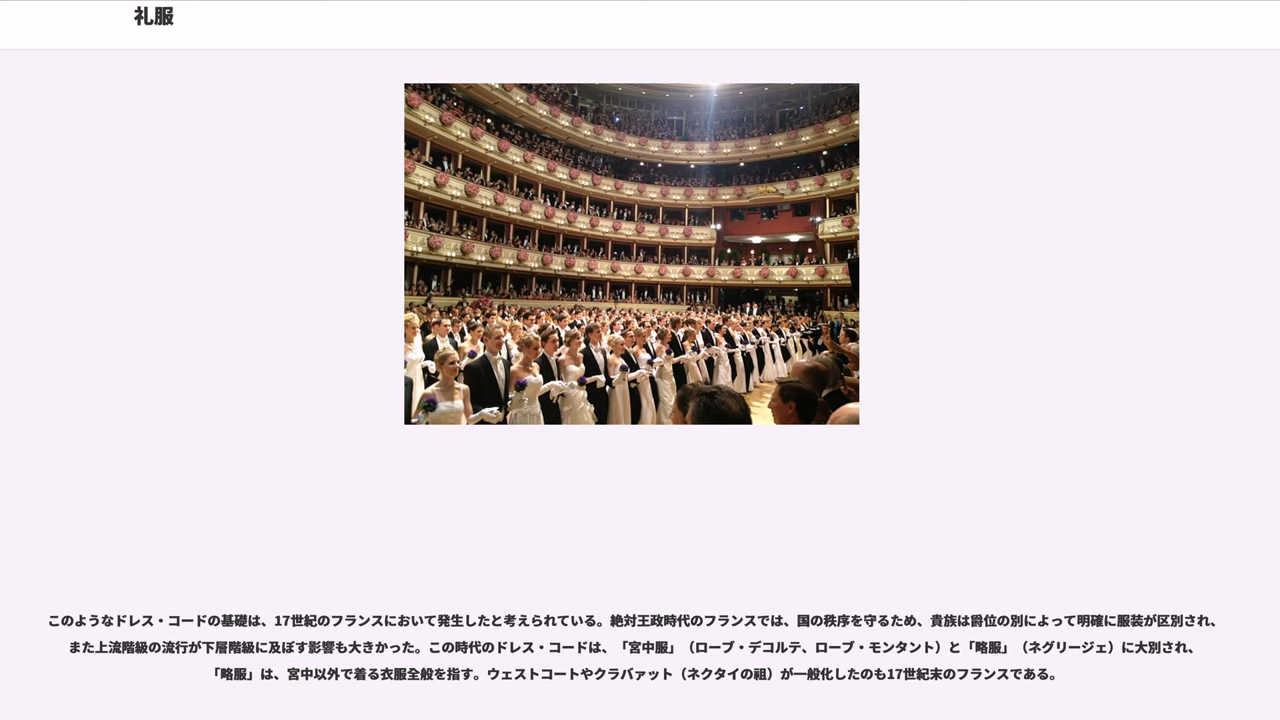 礼服
このようなドレス・コードの基礎は、17世紀のフランスにおいて発生したと考えられている。絶対王政時代のフランスでは、国の秩序を守るため、貴族は爵位の別によって明確に服装が区別され、
また上流階級の流行が下層階級に及ぼす影響も大きかった。この時代のドレス・コードは、「宮中服」（ローブ・デコルテ、ローブ・モンタント）と「略服」（ネグリージェ）に大別され、
「略服」は、宮中以外で着る衣服全般を指す。ウェストコートやクラバァット（ネクタイの祖）が一般化したのも17世紀末のフランスである。